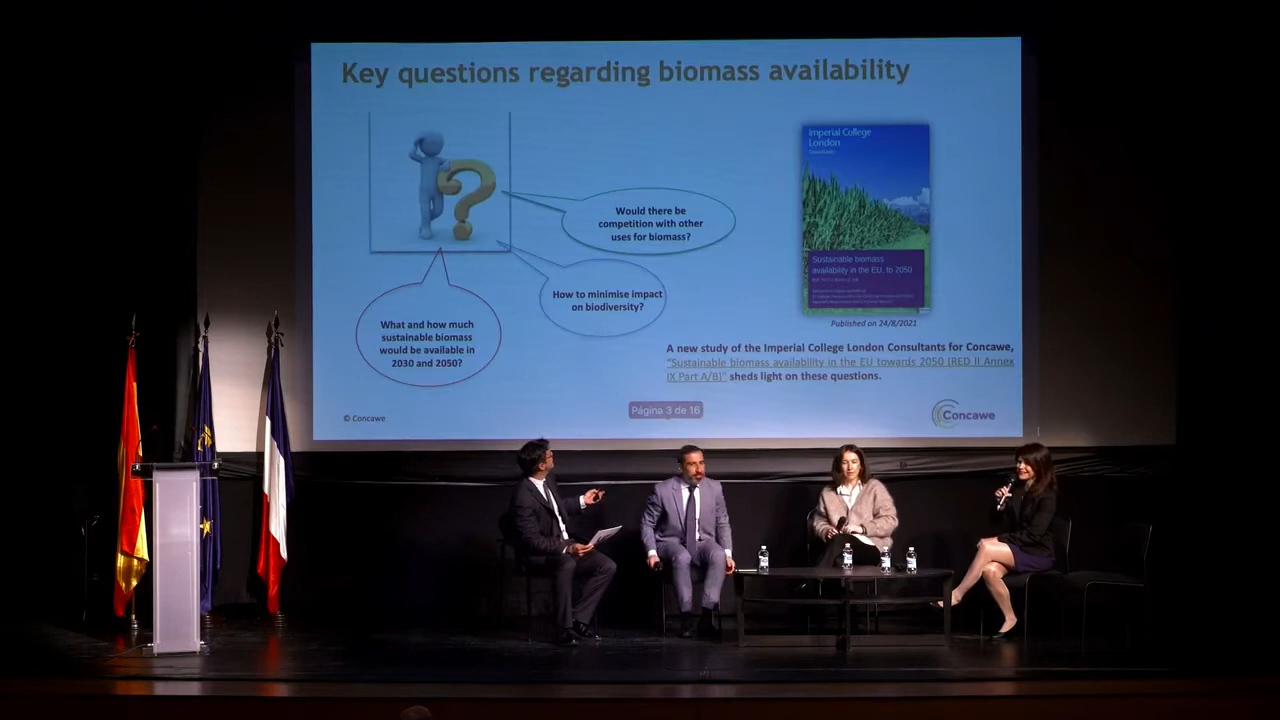 Key questions regarding biomass availability
Imperial College
London
Would there be
competition with other
uses for biomass?
Sustainable biomass
availability in the EU, to 2050
How to minimise impact
on biodiversity?
Published on 24/8/2021
What and how much
sustainable biomass
would be available in
2030 and 2050?
A new study of the Imperial College London Consultants for Concawe,
"Sustainable biomass availability in the EU towards 2050 (RED II Annex
IX Part A/B)" sheds light on these questions.
Página 3 de 16
© Concawe
Concawe